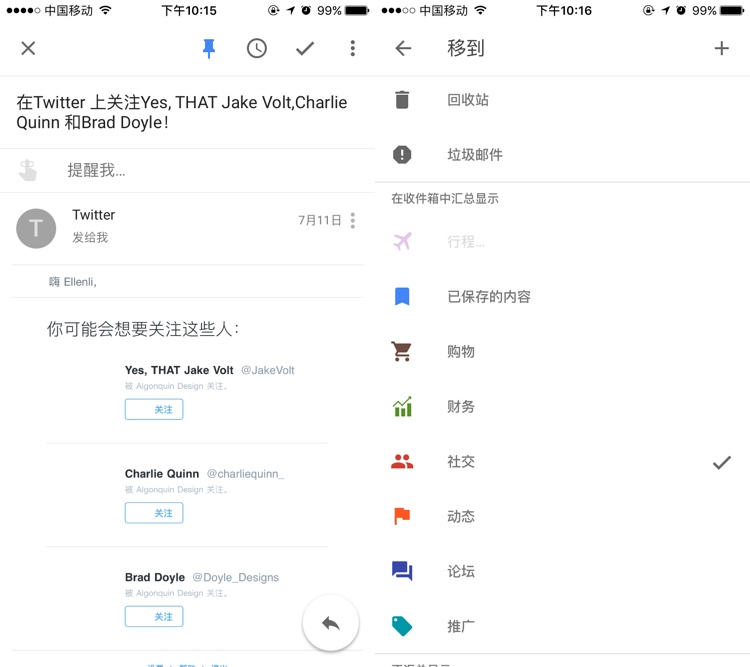 中国移动
下午10:15
99%
在Twitter 上关注Yes, THAT Jake Volt,Charlie
Quinn 和Brad Doyle!
提醒我...
T
Twitter
7月11日
发给我
嗨 Ellenli,
你可能会想要关注这些人：
Yes, THAT Jake Volt @JakeVolt
被 Algonquin Design 关注。
关注
Charlie Quinn @charliequinn_
被 Algonquin Design 关注。
关注
Brad Doyle @Doyle_Designs
被 Algonquin Design 关注。
关注
中国移动
下午10:16
99%
移到
回收站
垃圾邮件
在收件箱中汇总显示
行程...
已保存的内容
购物
财务
社交
动态
论坛
推广